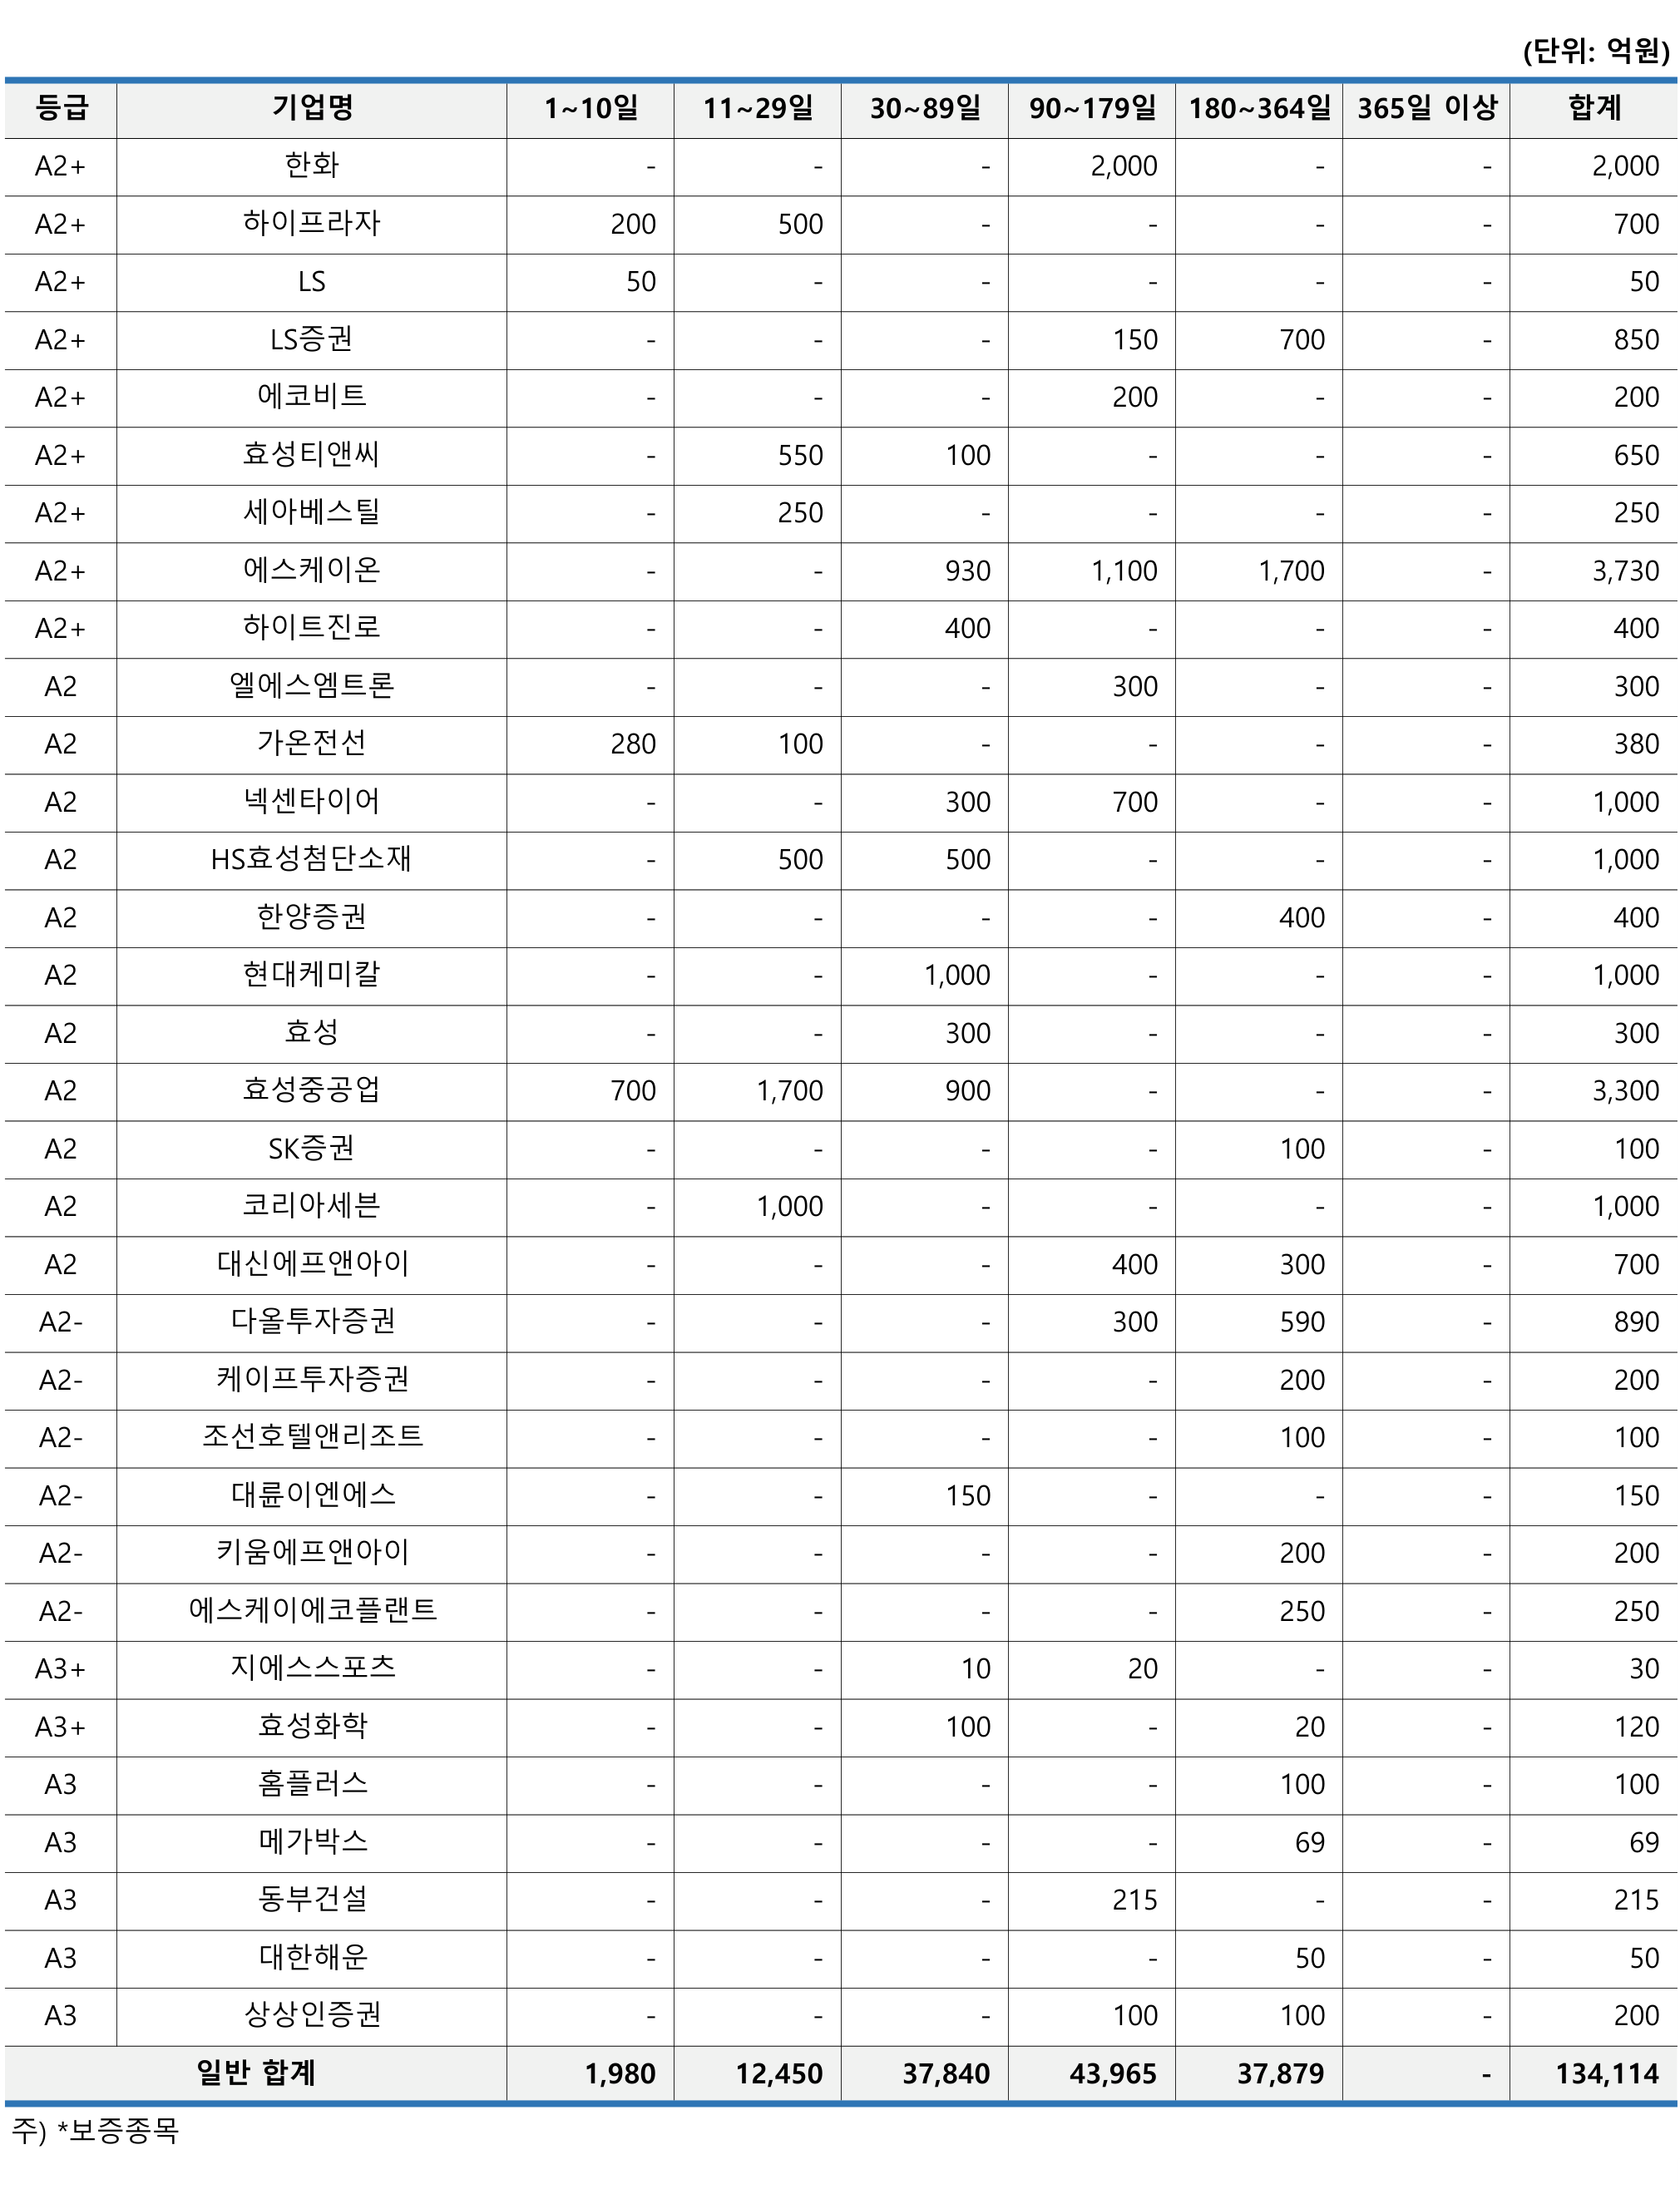 (단위: 억원)
등급 기업명 1~10일 11~29일 30~89일 90~179일 180~364일 365일 이상 합계
A2+ 한화 - - - 2,000 - - 2,000
A2+ 하이프라자 200 500 - - - - 700
A2+ LS 50 - - - - - 50
A2+ LS증권 - - - 150 700 - 850
A2+ 에코비트 - - - 200 - - 200
A2+ 효성티앤씨 - 550 100 - - - 650
A2+ 세아베스틸 - 250 - - - - 250
A2+ 에스케이온 - - 930 1,100 1,700 - 3,730
A2+ 하이트진로 - - 400 - - - 400
A2 엘에스엠트론 - - - 300 - - 300
A2 가온전선 280 100 - - - - 380
A2 넥센타이어 - - 300 700 - - 1,000
A2 HS효성첨단소재 - 500 500 - - - 1,000
A2 한양증권 - - - - 400 - 400
A2 현대케미칼 - - 1,000 - - - 1,000
A2 효성 - - 300 - - - 300
A2 효성중공업 700 1,700 900 - - - 3,300
A2 SK증권 - - - - 100 - 100
A2 코리아세븐 - 1,000 - - - - 1,000
A2 대신에프앤아이 - - - 400 300 - 700
A2- 다올투자증권 - - - 300 590 - 890
A2- 케이프투자증권 - - - - 200 - 200
A2- 조선호텔앤리조트 - - - - 100 - 100
A2- 대륜이엔에스 - - 150 - - - 150
A2- 키움에프앤아이 - - - - 200 - 200
A2- 에스케이에코플랜트 - - - - 250 - 250
A3+ 지에스스포츠 - - 10 20 - - 30
A3+ 효성화학 - - 100 - 20 - 120
A3 홈플러스 - - - - 100 - 100
A3 메가박스 - - - - 69 - 69
A3 동부건설 - - - 215 - - 215
A3 대한해운 - - - - 50 - 50
A3 상상인증권 - - - 100 100 - 200
일반 합계 1,980 12,450 37,840 43,965 37,879 - 134,114
주) *보증종목